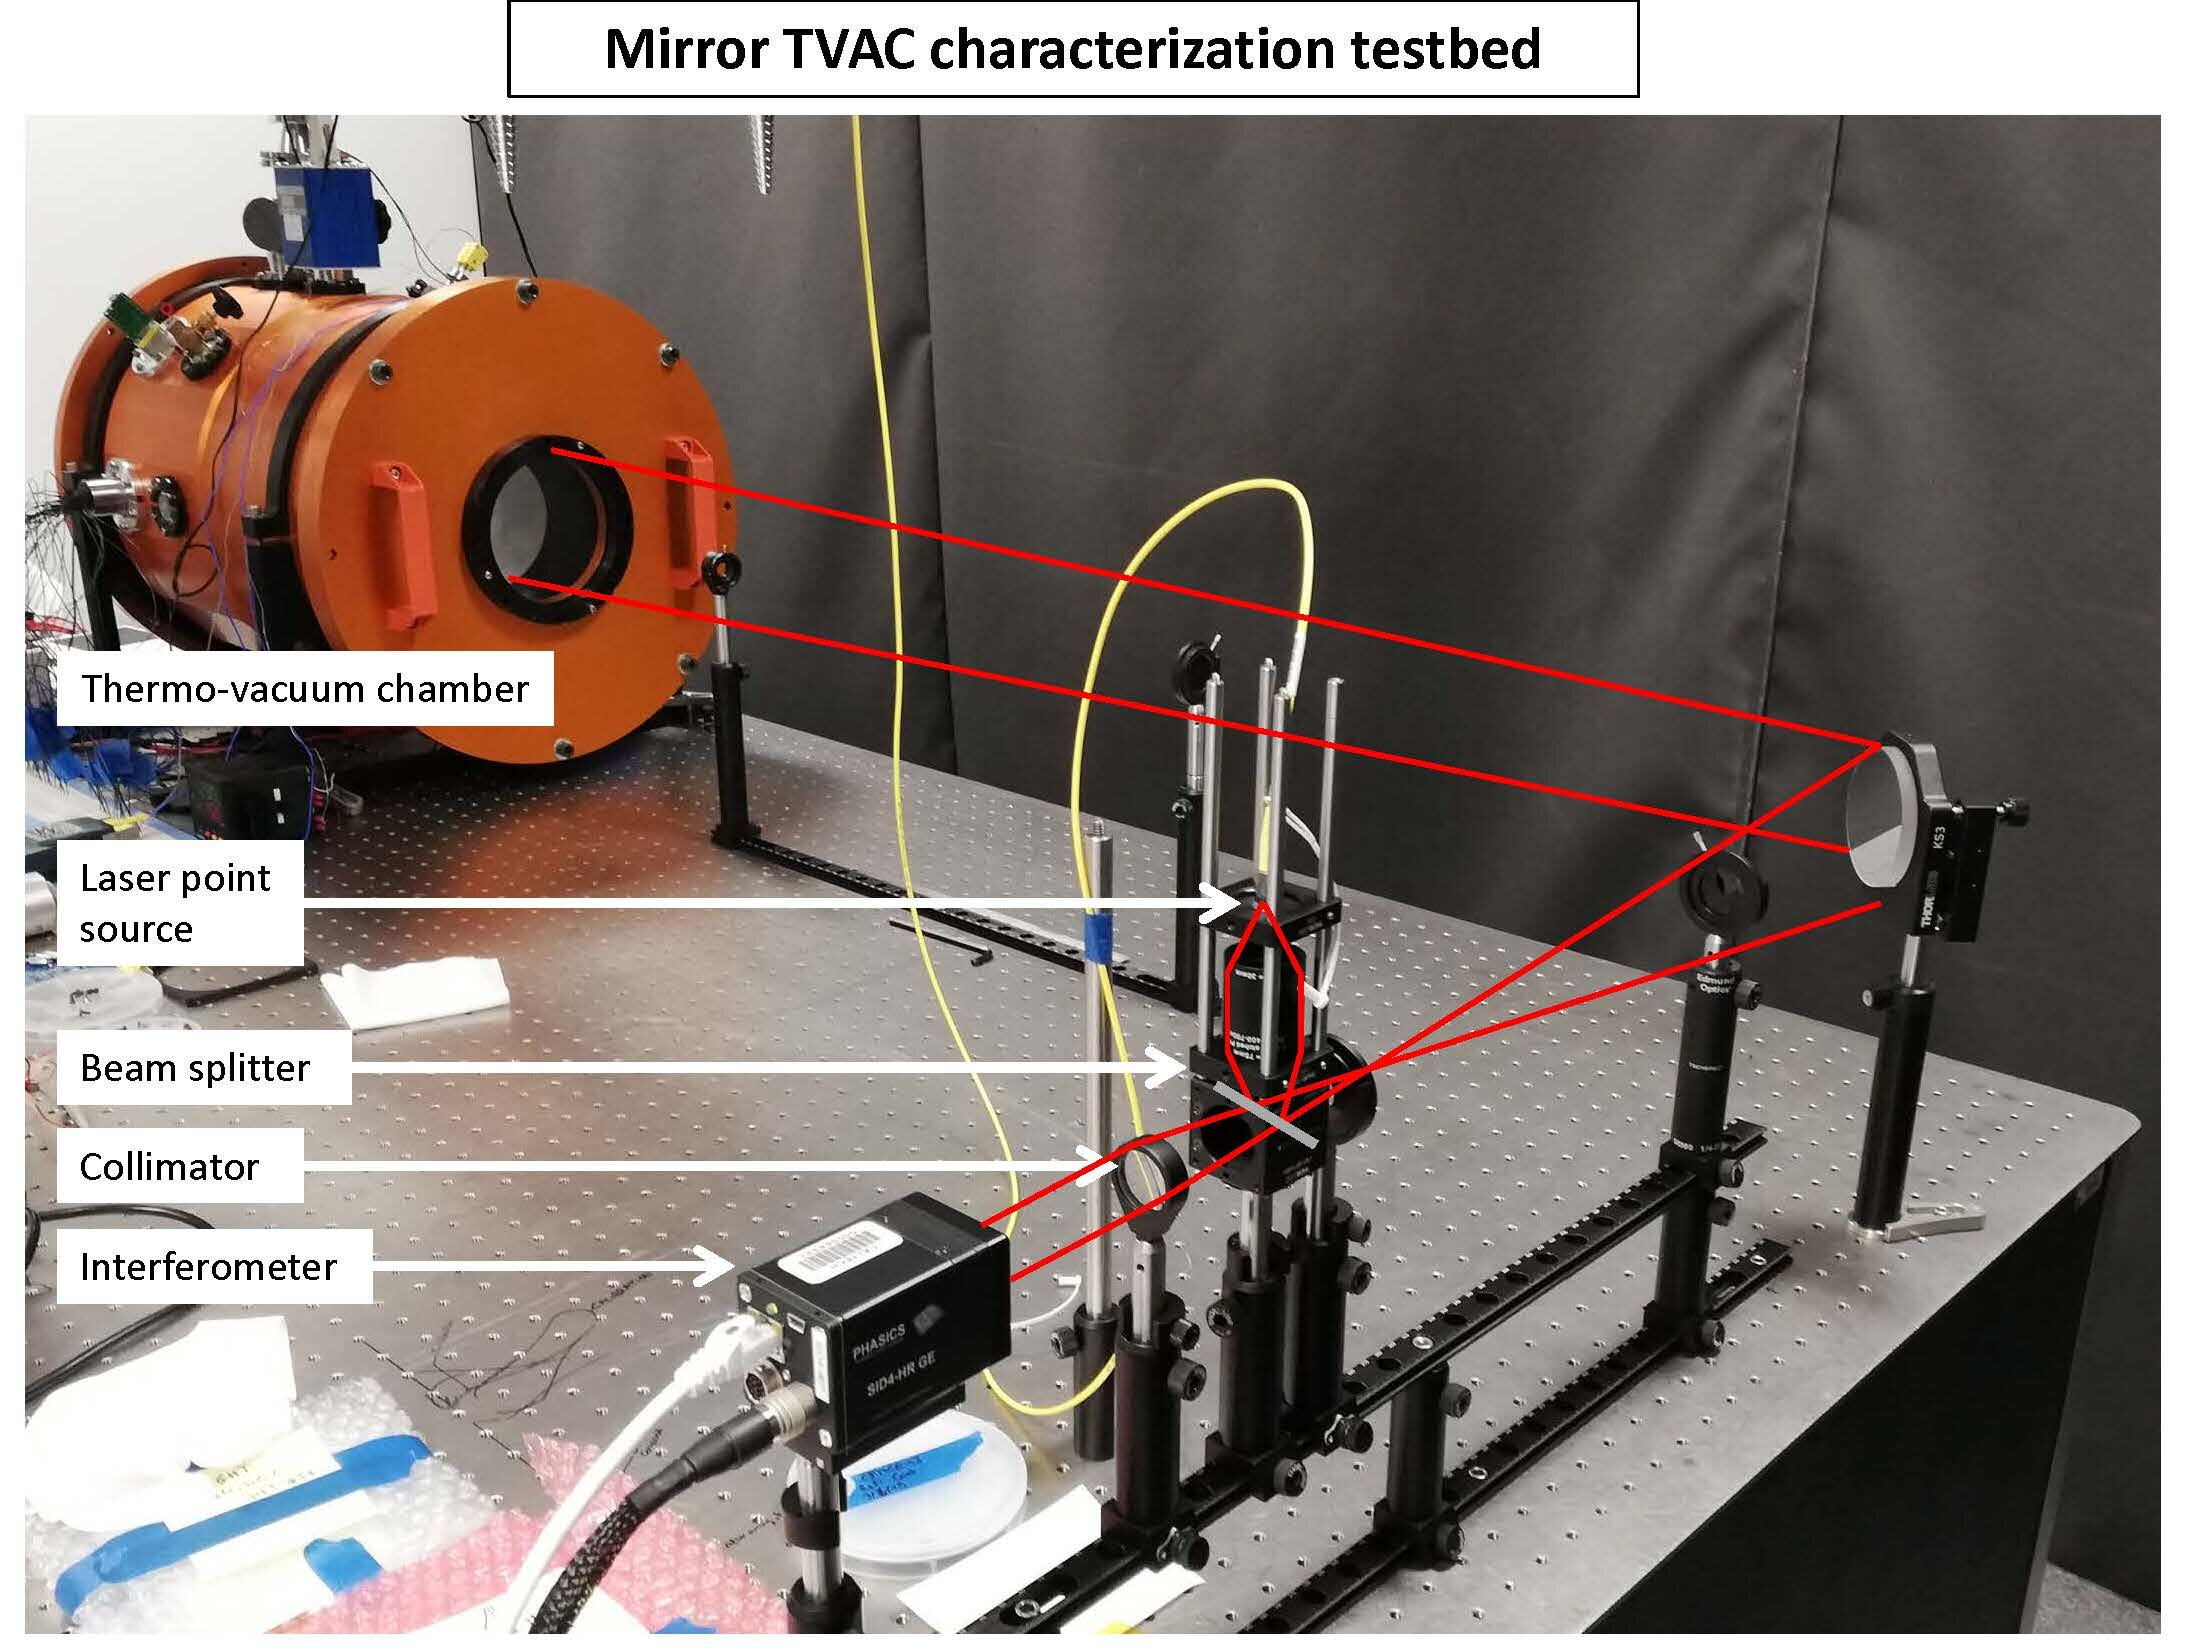 Mirror TVAC characterization testbed
Thermo-vacuum chamber
Laser point
source
Beam splitter
Collimator
Interferometer
KS3
THOR
Edmund
Optics
PHASICS
SID4-HR GE